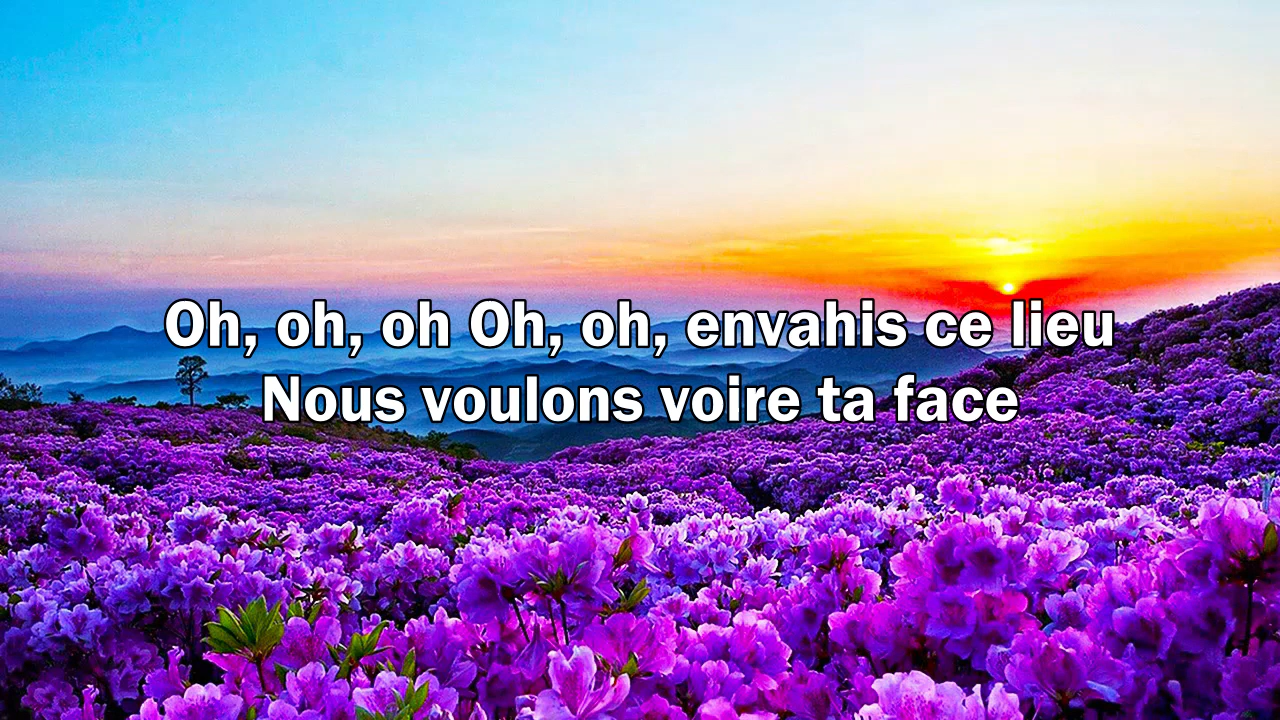 Oh, oh, oh Oh, oh, envahis ce lieu
Nous voulons voire ta face